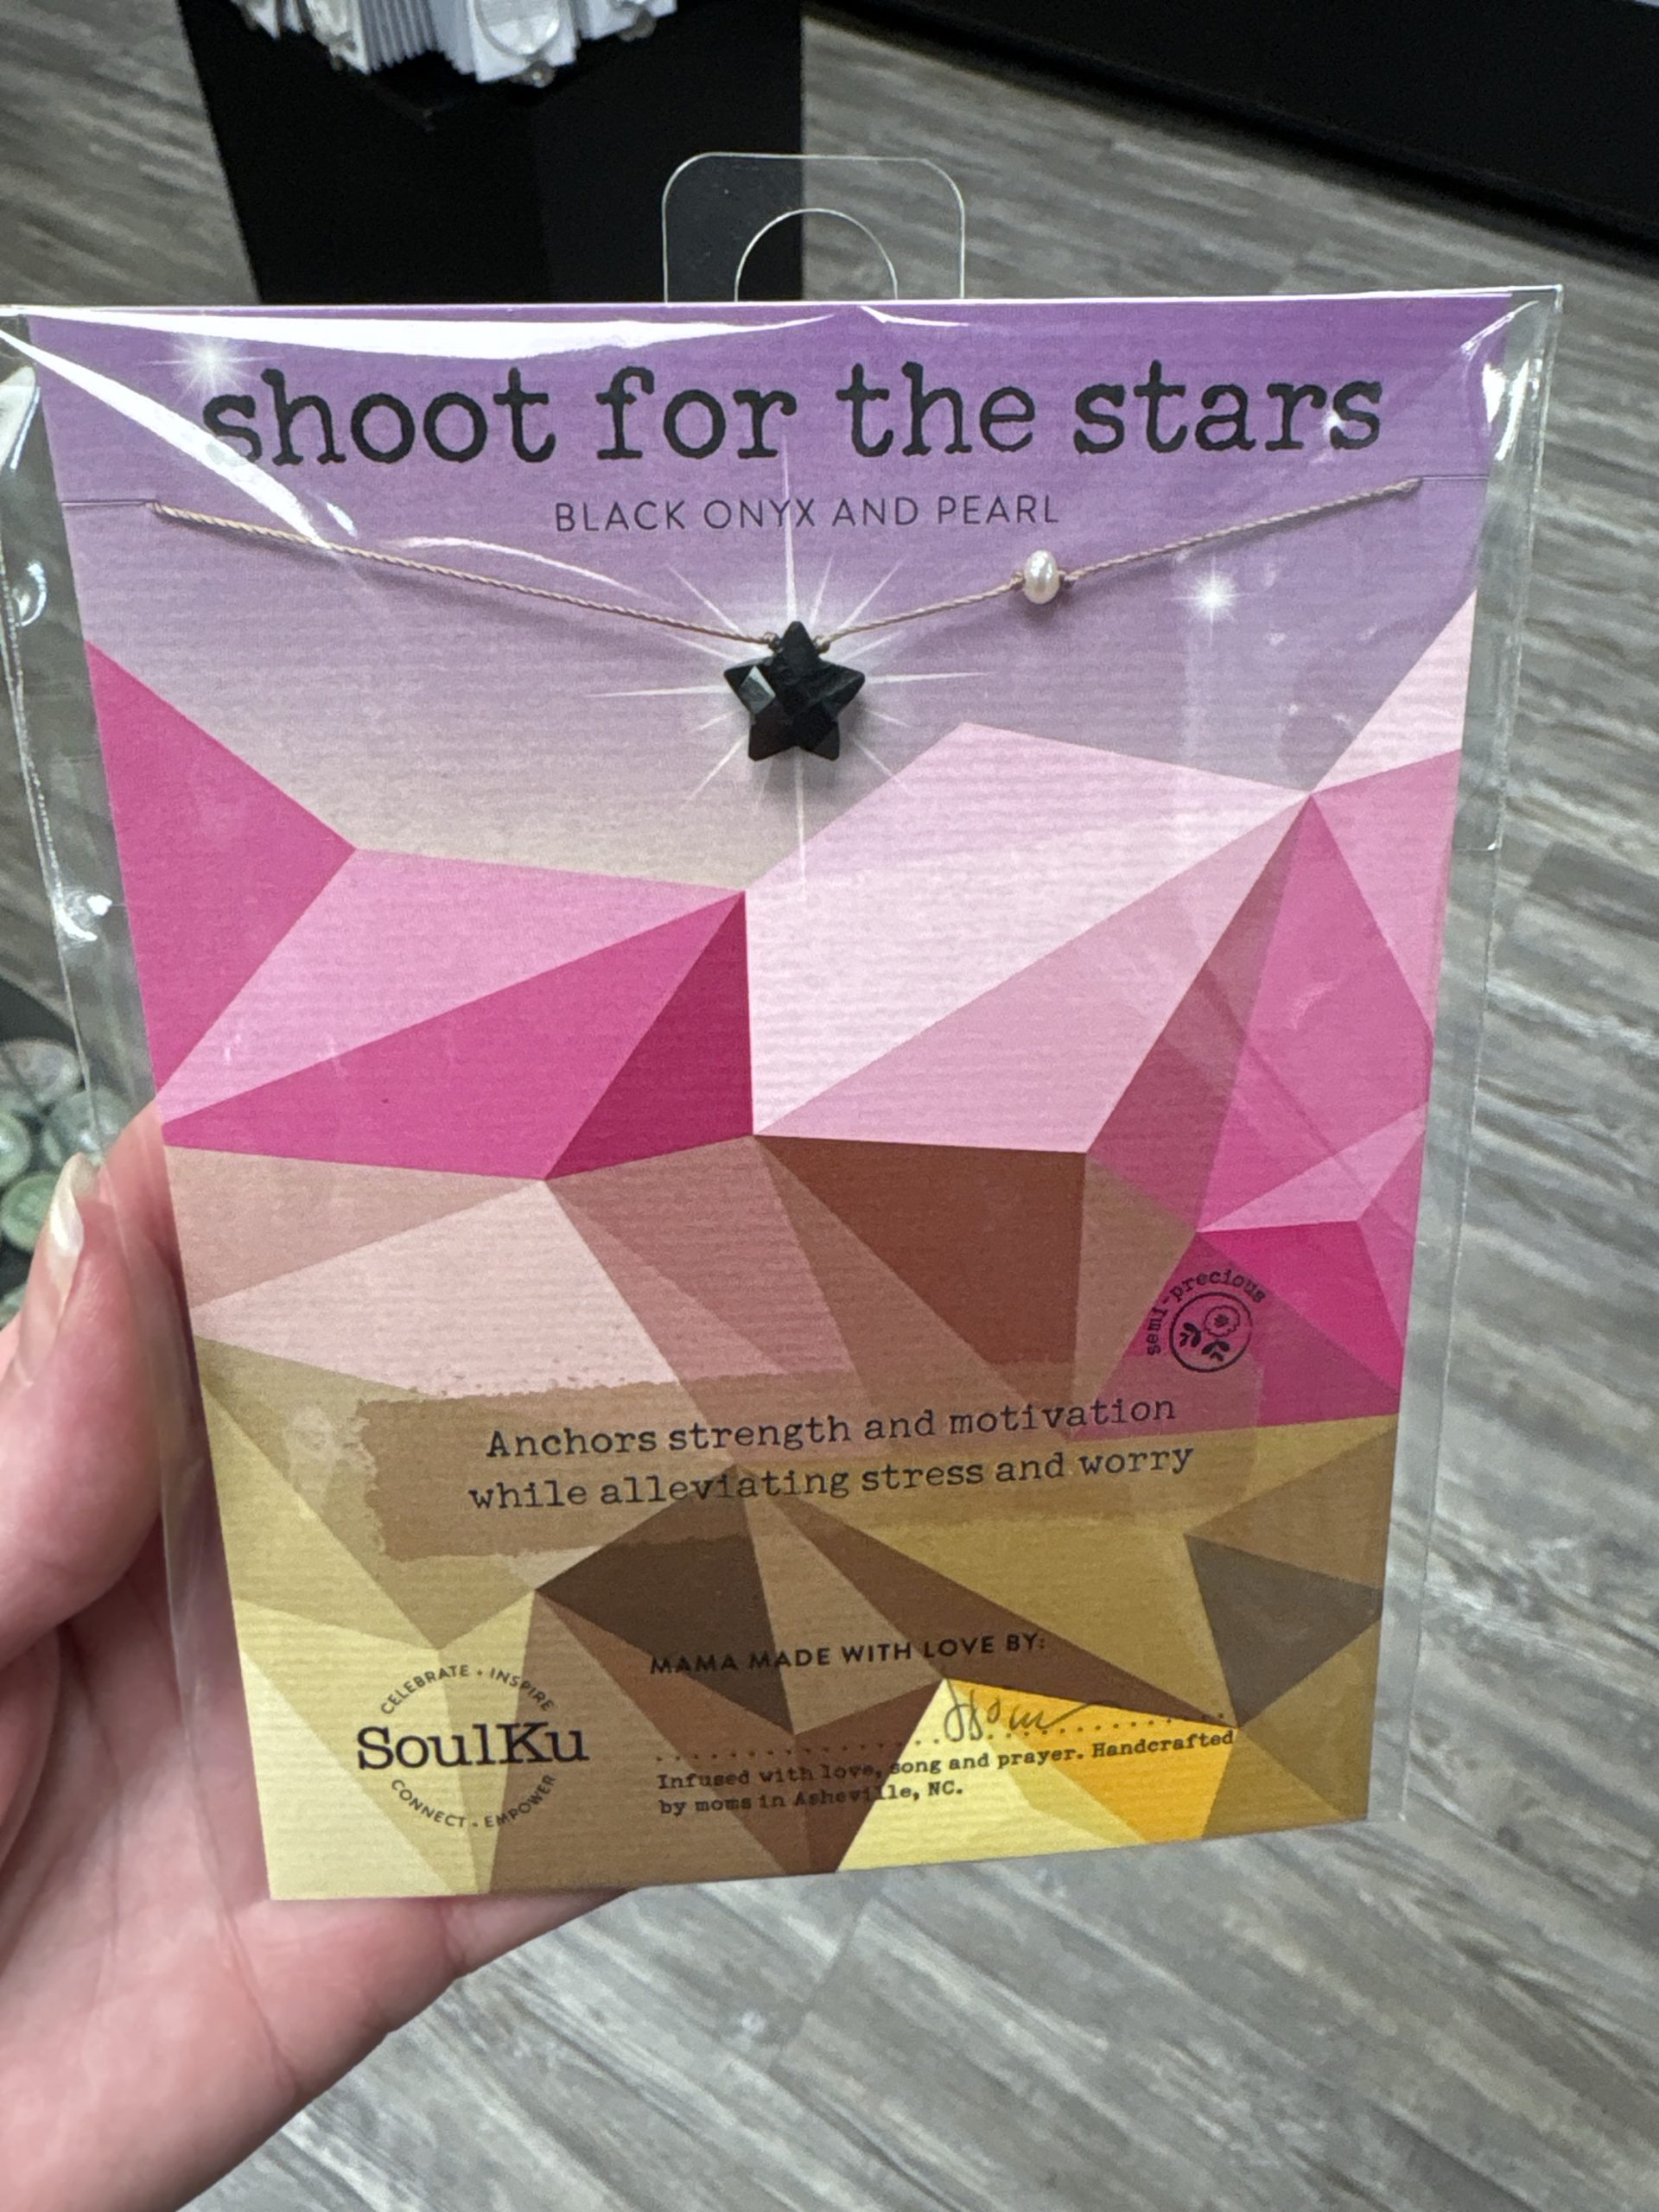 shoot for the stars
BLACK ONYX AND PEARL
semi-precious
Anchors strength and motivation
while alleviating stress and worry
MAMA MADE WITH LOVE BY:
CELEBRATE • INSPIRE
SoulKu
CONNECT • EMPOWER
Infused with love, song and prayer. Handcrafted
by moms in Asheville, NC.